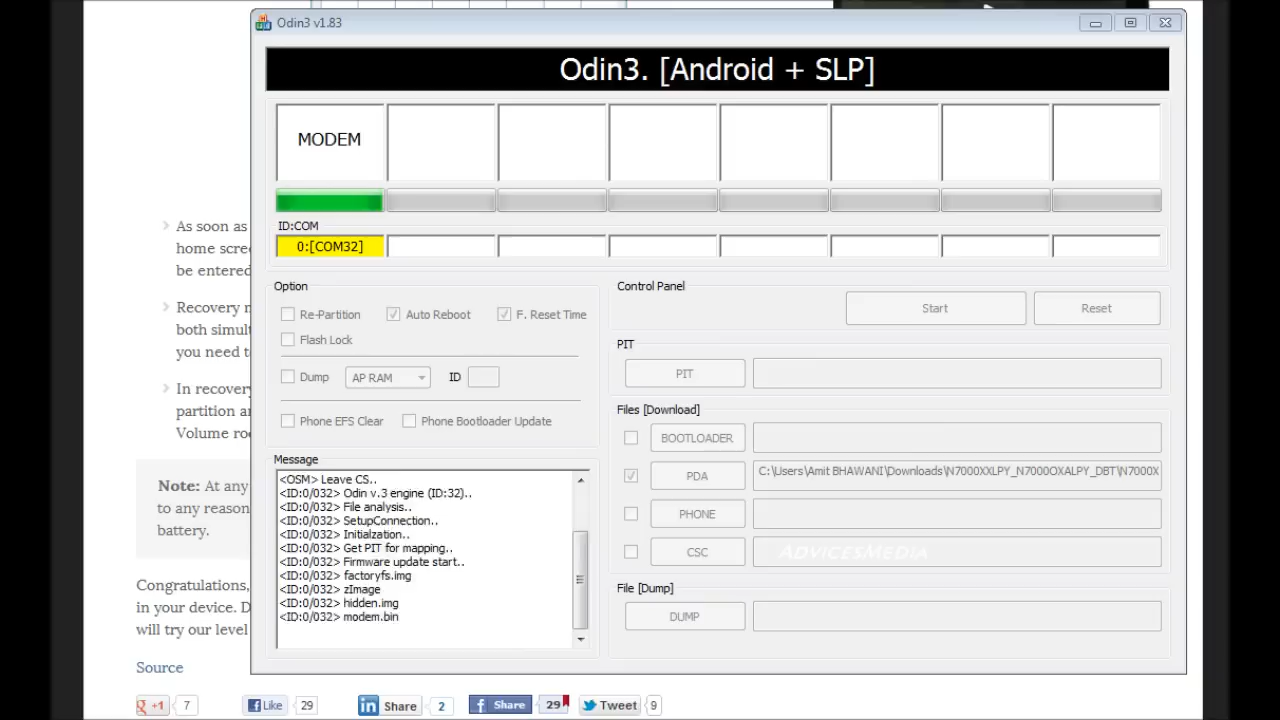 Odin3 v1.83
Odin3. [Android + SLP]
MODEM
ID:COM
0:[COM32]
Option
Re-Partition
Auto Reboot
F. Reset Time
Flash Lock
Dump
AP RAM
ID
Phone EFS Clear
Phone Bootloader Update
Message
<OSM> Leave CS..
<ID:0/032> Odin v.3 engine (ID:32)..
<ID:0/032> File analysis..
<ID:0/032> SetupConnection..
<ID:0/032> Initialzation..
<ID:0/032> Get PIT for mapping..
<ID:0/032> Firmware update start..
<ID:0/032> factoryfs.img
<ID:0/032> zImage
<ID:0/032> hidden.img
<ID:0/032> modem.bin
Control Panel
Start
Reset
PIT
PIT
Files [Download]
BOOTLOADER
PDA
C:\Users\Amit BHAWANI\Downloads\N7000XXLPY_N7000OXALPY_DBT\N7000X
PHONE
CSC
AdvicesMedia
File [Dump]
DUMP
As soon as
home scre
be entered
Recovery m
both simult
you need t
In recovery
partition a
Volume ro
Note: At any
to any reason
battery.
Congratulations,
in your device. D
will try our level
Source
+1
7
Like
29
Share
2
Share
29
Tweet
9